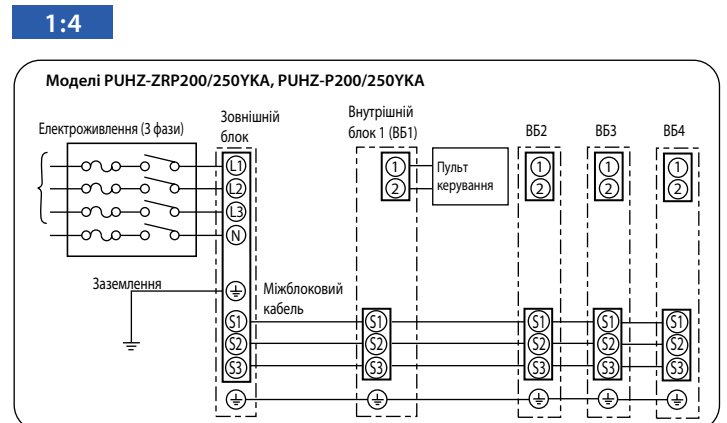 1:4
Моделі PUHZ-ZRP200/250YKA, PUHZ-P200/250YKA
Електроживлення (3 фази)
Зовнішній
блок
Внутрішній
блок 1 (ВБ1)
ВБ2
ВБ3
ВБ4
L1
L2
L3
N
1
2
Пульт
керування
1
2
1
2
1
2
Заземлення
Міжблоковий
кабель
S1
S2
S3
S1
S2
S3
S1
S2
S3
S1
S2
S3
S1
S2
S3